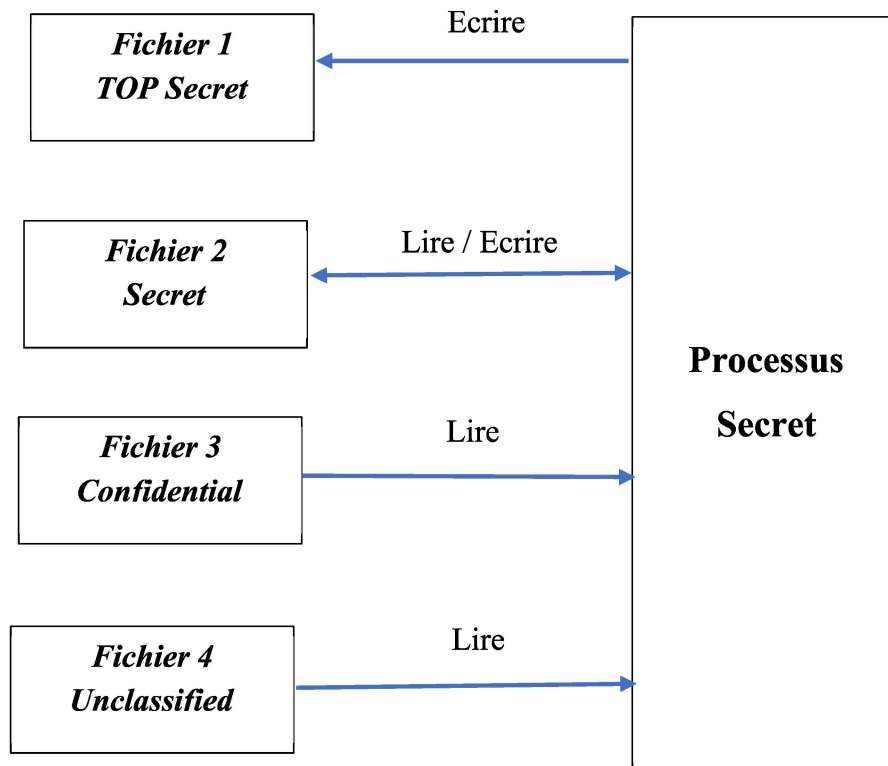 Fichier 1
TOP Secret
Ecrire
Fichier 2
Secret
Lire / Ecrire
Fichier 3
Confidential
Lire
Fichier 4
Unclassified
Lire
Processus
Secret